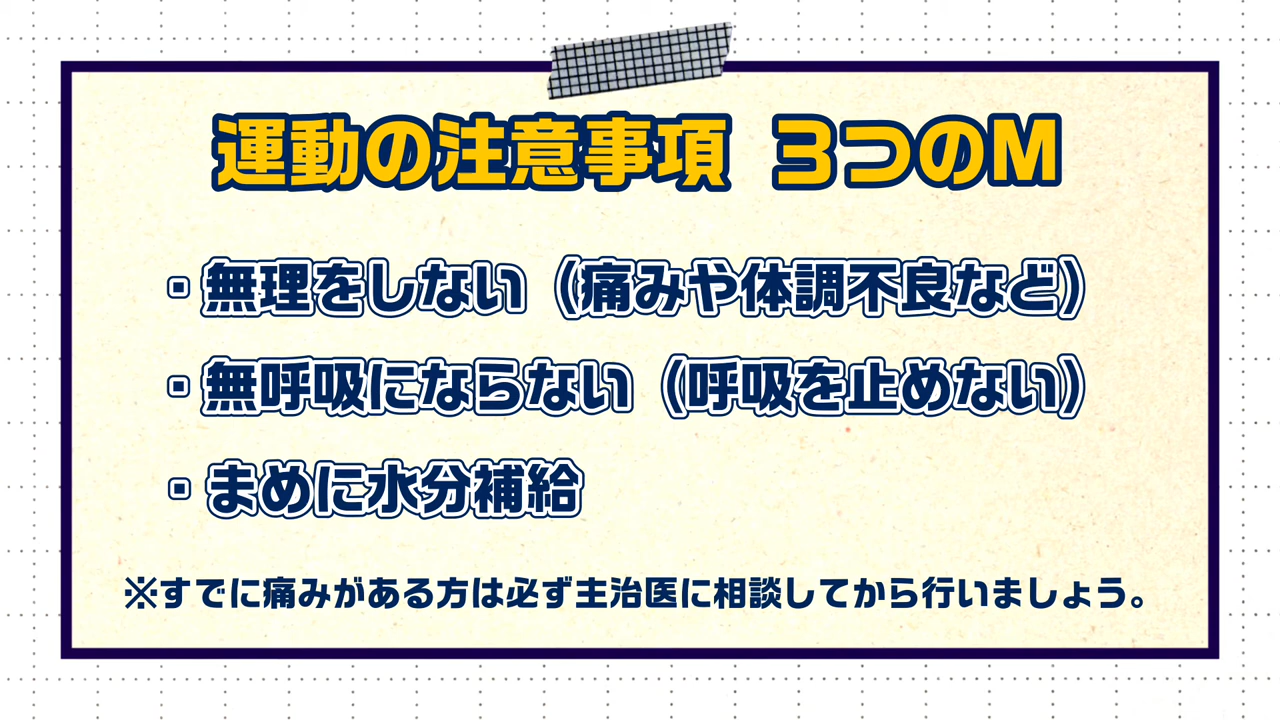 運動の注意事項 3つのM
・無理をしない（痛みや体調不良など）
・無呼吸にならない（呼吸を止めない）
・まめに水分補給
※すでに痛みがある方は必ず主治医に相談してから行いましょう。